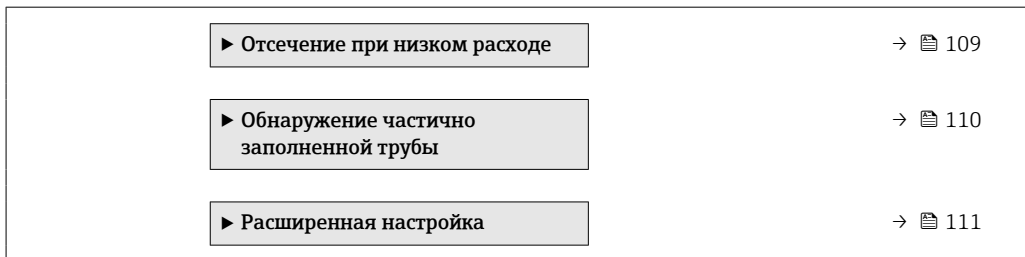 ▶ Отсечение при низком расходе → 109
▶ Обнаружение частично → 110
заполненной трубы
▶ Расширенная настройка → 111